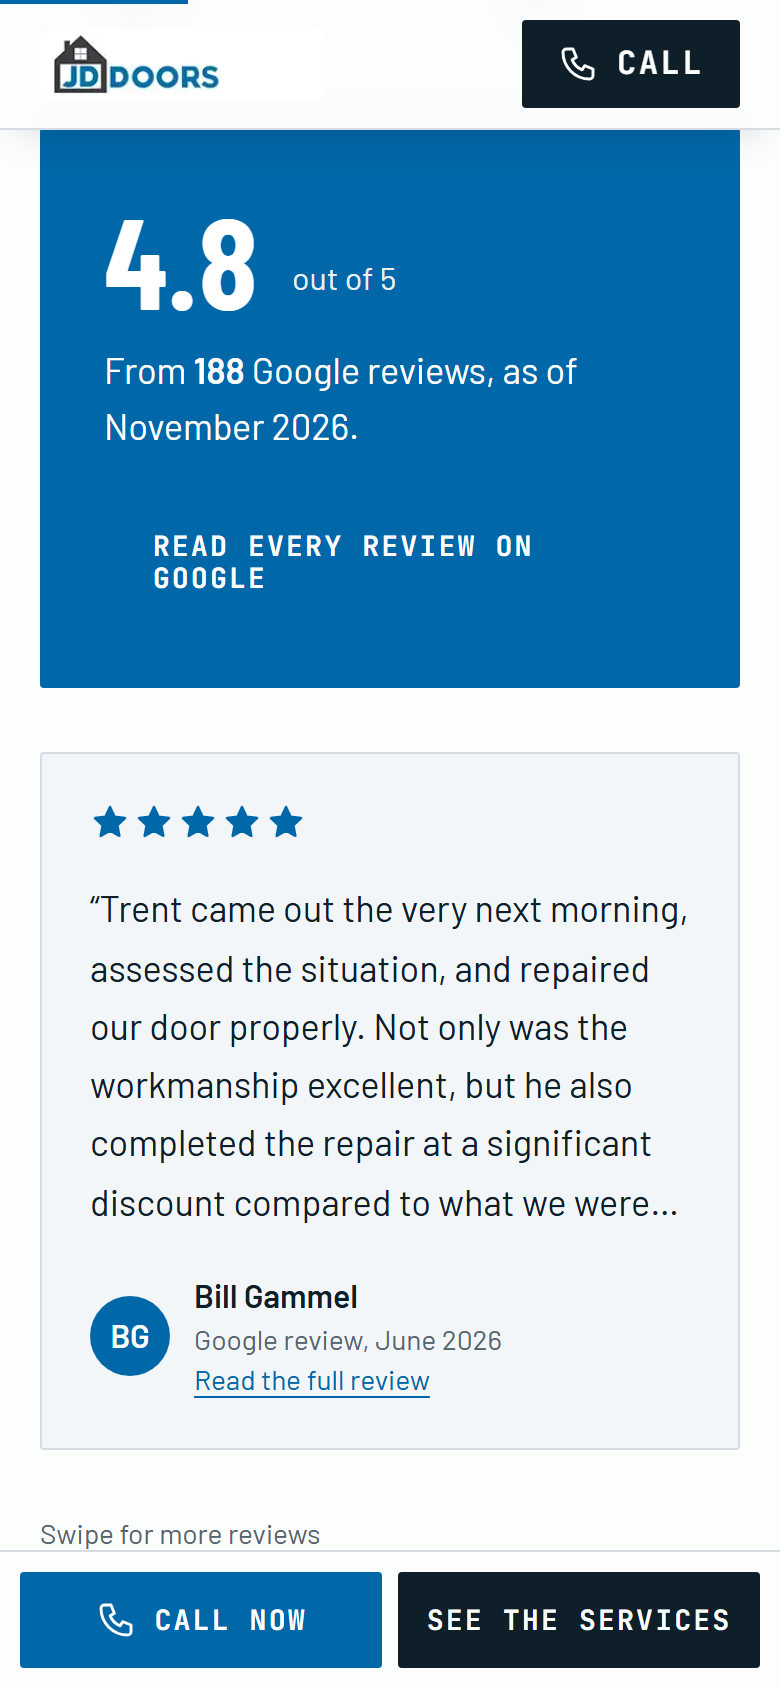 JD DOORS
CALL
4.8 out of 5
From 188 Google reviews, as of
November 2026.
READ EVERY REVIEW ON
GOOGLE
“Trent came out the very next morning,
assessed the situation, and repaired
our door properly. Not only was the
workmanship excellent, but he also
completed the repair at a significant
discount compared to what we were...
BG
Bill Gammel
Google review, June 2026
Read the full review
Swipe for more reviews
CALL NOW
SEE THE SERVICES